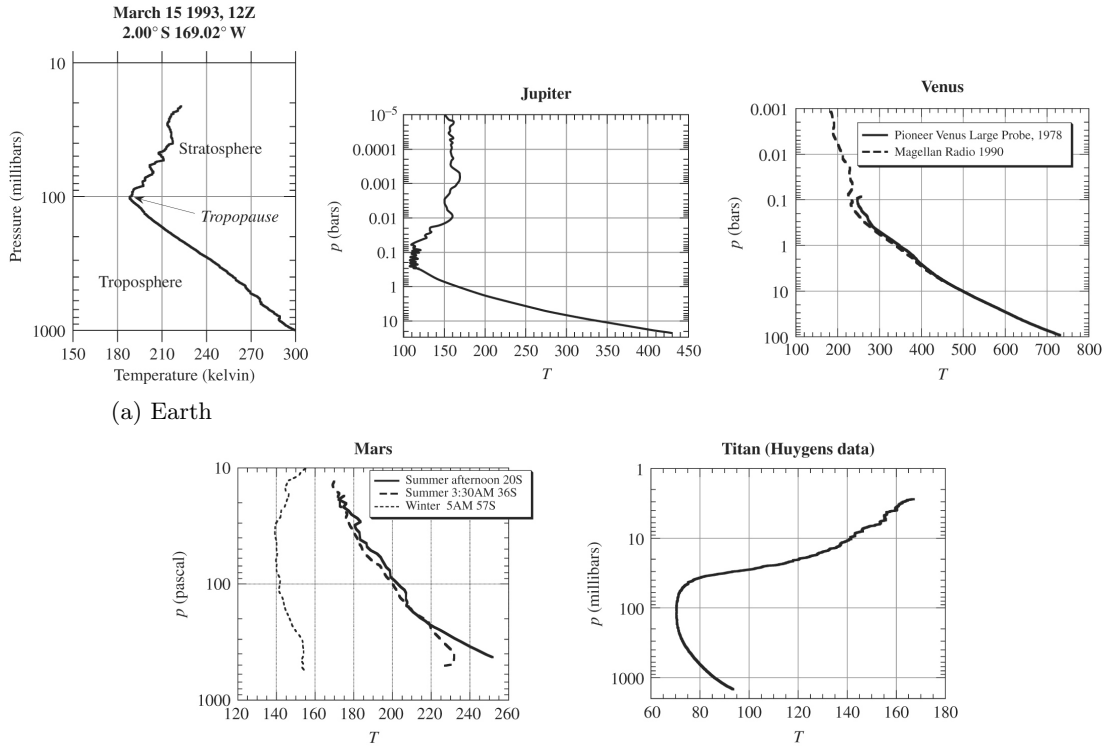 March 15 1993, 12Z
2.00° S 169.02° W
10
100
1000
Pressure (millibars)
Stratosphere
Tropopause
Troposphere
150 180 210 240 270 300
Temperature (kelvin)
(a) Earth
Jupiter
10⁻⁵
0.0001
0.001
0.01
0.1
1
10
p (bars)
100 150 200 250 300 350 400 450
T
Venus
0.001
0.01
0.1
1
10
100
p (bars)
Pioneer Venus Large Probe, 1978
Magellan Radio 1990
100 200 300 400 500 600 700 800
T
Mars
10
100
1000
p (pascal)
Summer afternoon 20S
Summer 3:30AM 36S
Winter 5AM 57S
120 140 160 180 200 220 240 260
T
Titan (Huygens data)
1
10
100
1000
p (millibars)
60 80 100 120 140 160 180
T